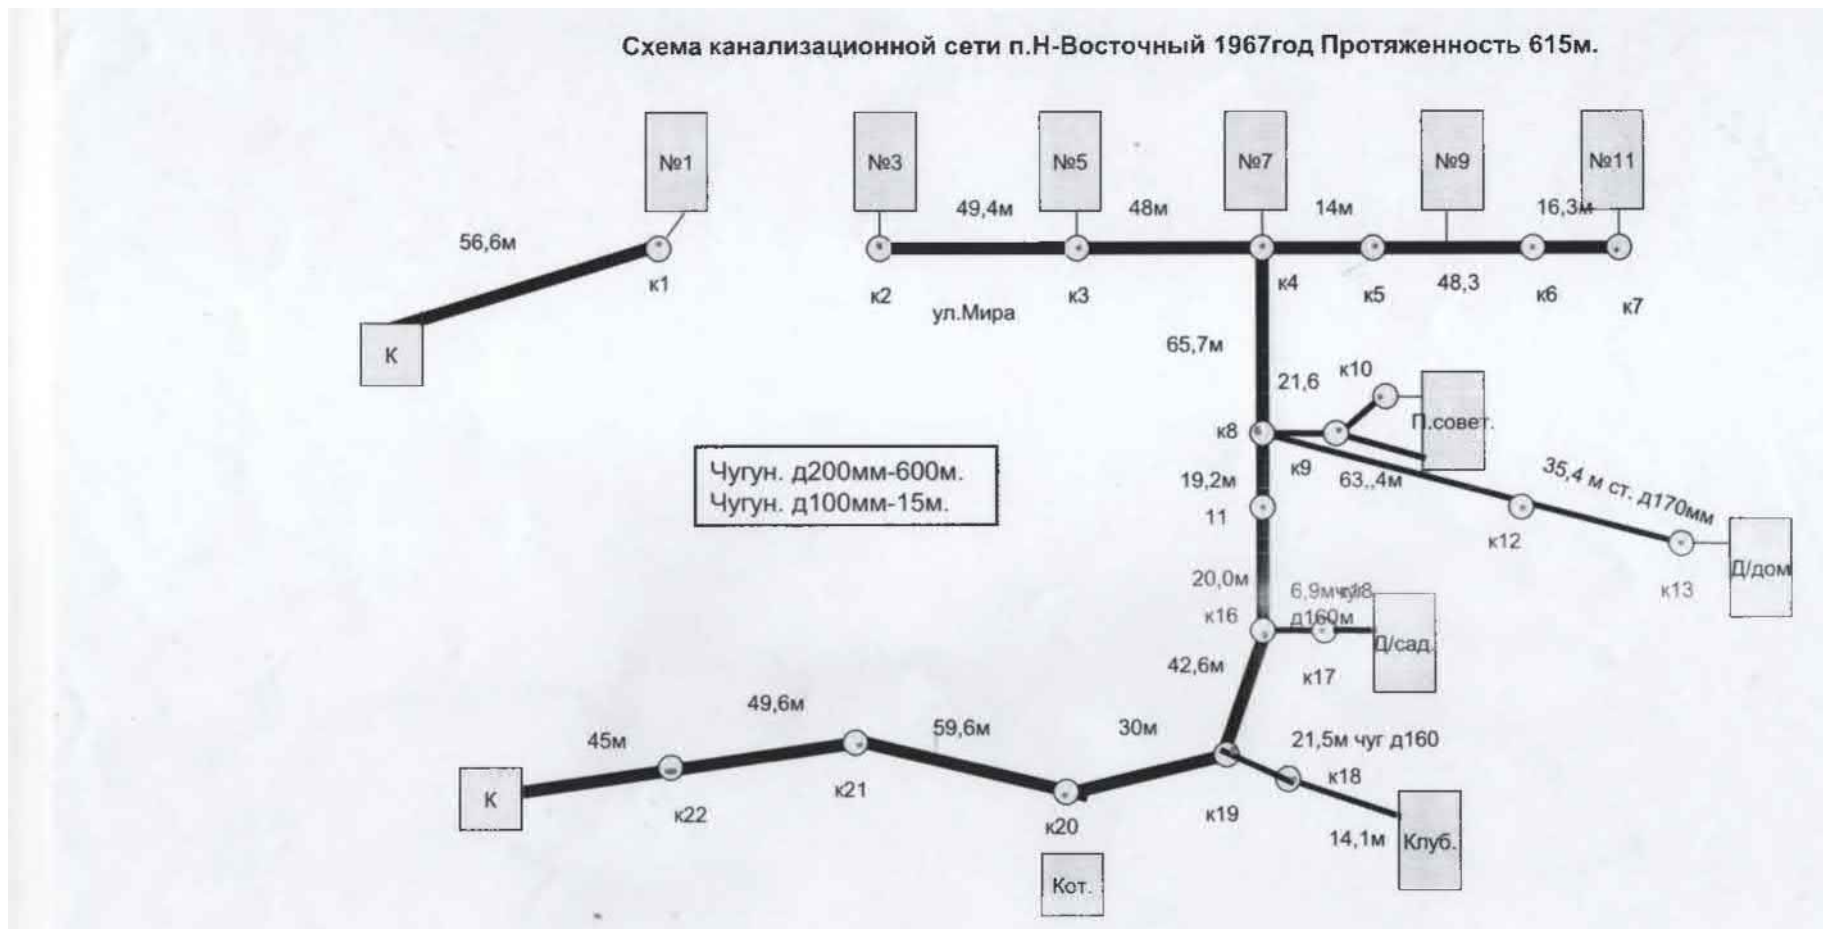 Схема канализационной сети п.Н-Восточный 1967год Протяженность 615м.
№1
№3
№5
№7
№9
№11
49,4м
48м
14м
16,3м
56,6м
к1
к2
к3
к4
к5
48,3
к6
к7
ул.Мира
К
65,7м
21,6
к10
П.совет.
к8
к9
63,,4м
35,4 м ст. д170мм
Чугун. д200мм-600м.
Чугун. д100мм-15м.
19,2м
11
к12
к13
Д/дом
20,0м
6,9м
д160м
к16
Д/сад.
42,6м
к17
49,6м
59,6м
30м
21,5м чуг д160
45м
к18
К
к22
к21
к20
к19
14,1м
Клуб.
Кот.